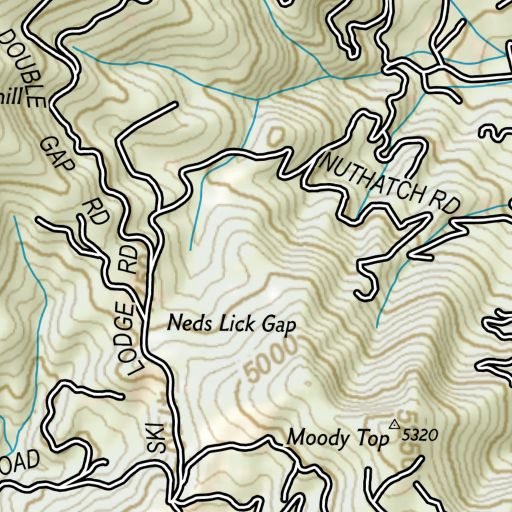 DOUBLE GAP RD
hill
NUTHATCH RD
SKI LODGE RD
Neds Lick Gap
5000
Moody Top 5320
OAD